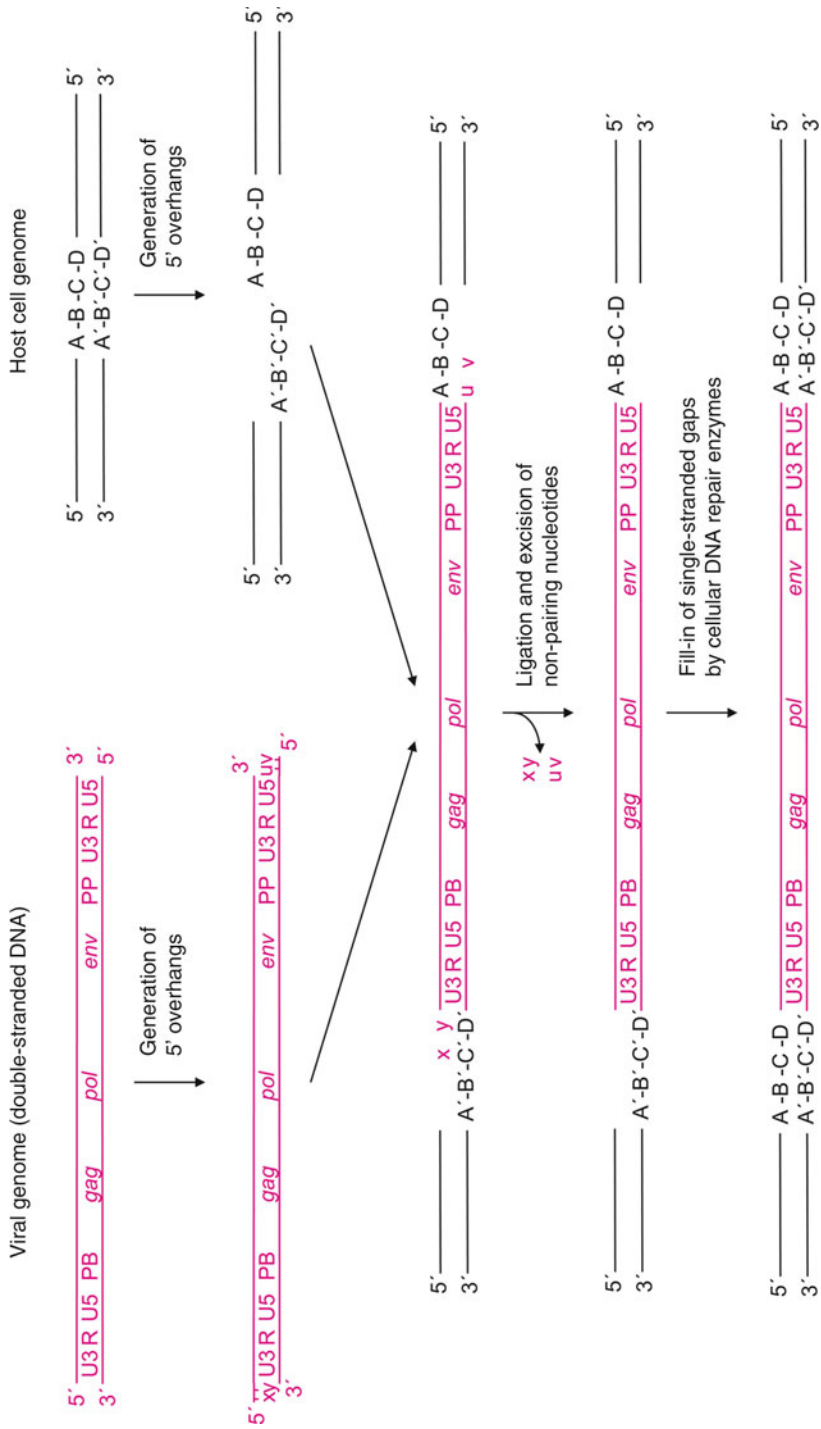 Viral genome (double-stranded DNA)
5´ 3´
U3 R U5 PB gag pol env PP U3 R U5
3´ 5´
Generation of
5' overhangs
5´ 3´
xy U3 R U5 PB gag pol env PP U3 R U5 uv
3´ 5´
Host cell genome
5´ A -B -C -D 5´
3´ A´-B´-C´-D´ 3´
Generation of
5' overhangs
5´ A -B -C -D 5´
3´ A´-B´-C´-D´ 3´
5´ x y U3 R U5 PB gag pol env PP U3 R U5 A -B -C -D 5´
3´ A´-B´-C´-D´ u v 3´
xy
uv
Ligation and excision of
non-pairing nucleotides
5´ U3 R U5 PB gag pol env PP U3 R U5 A -B -C -D 5´
3´ A´-B´-C´-D´ 3´
Fill-in of single-stranded gaps
by cellular DNA repair enzymes
5´ A -B -C -D U3 R U5 PB gag pol env PP U3 R U5 A -B -C -D 5´
3´ A´-B´-C´-D´ A´-B´-C´-D´ 3´